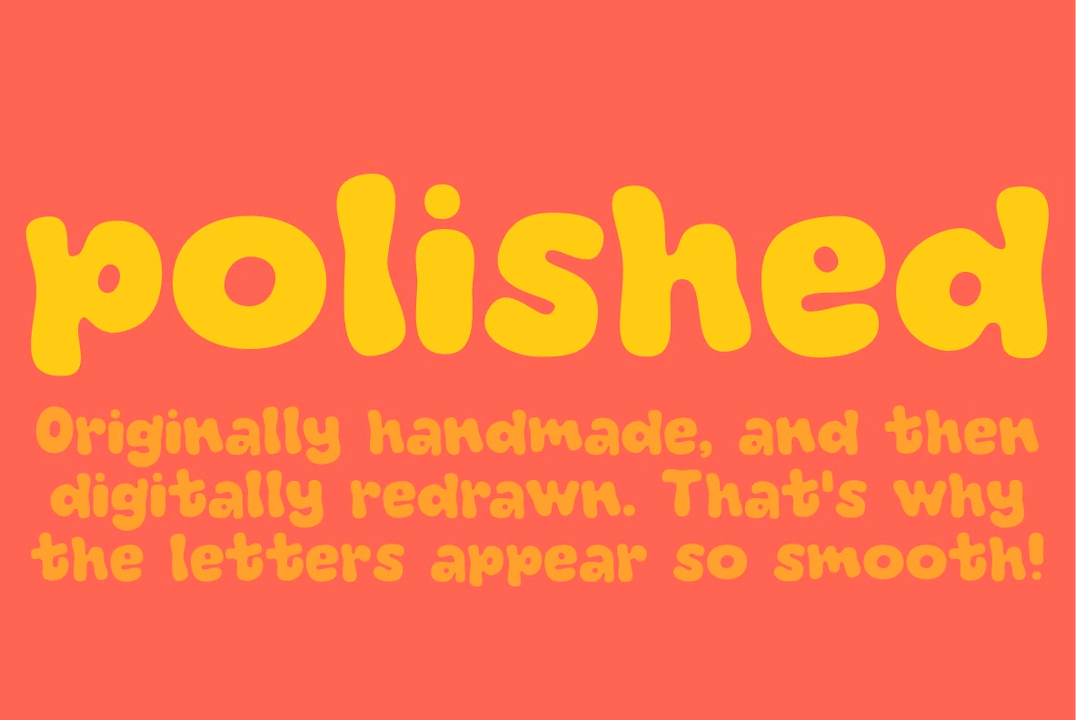 polished
Originally handmade, and then
digitally redrawn. That's why
the letters appear so smooth!